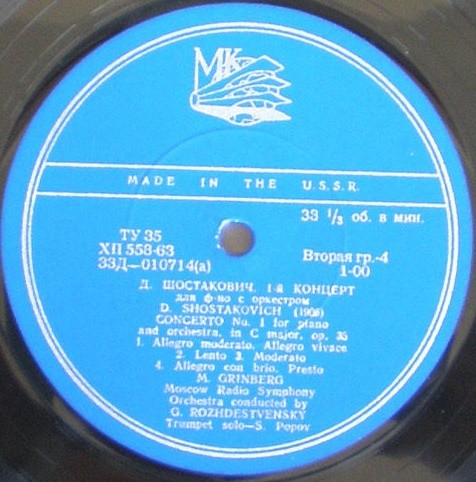 МК
MADE IN THE U.S.S.R.
33 1/3 об. в мин.
ТУ 35
ХП 558-63
33Д—010714(а)
Вторая гр.-4
1-00
Д. ШОСТАКОВИЧ. 1-й КОНЦЕРТ
для ф-но с оркестром
D. SHOSTAKOVICH (1906)
CONCERTO No. 1 for piano
and orchestra, in C major, op. 35
1. Allegro moderato. Allegro vivace
2. Lento 3. Moderato
4. Allegro con brio. Presto
M. GRINBERG
Moscow Radio Symphony
Orchestra conducted by
G. ROZHDESTVENSKY
Trumpet solo—S. Popov